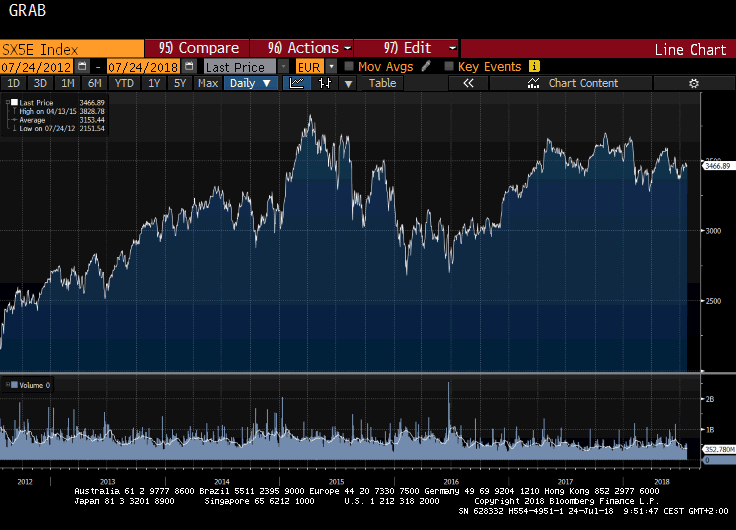 GRAB
SX5E Index 95) Compare 96) Actions 97) Edit Line Chart
07/24/2012 - 07/24/2018 Last Price EUR Mov Avgs Key Events i
1D 3D 1M 6M YTD 1Y 5Y Max Daily ▼ ▼ Table << Chart Content
Last Price 3466.89
High on 04/13/15 3828.78
Average 3153.44
Low on 07/24/12 2151.54
3500
3466.89
3000
2500
Volume 0
2B
1B
352.780M
0
2012 2013 2014 2015 2016 2017 2018
Australia 61 2 9777 8600 Brazil 5511 2395 9000 Europe 44 20 7330 7500 Germany 49 69 9204 1210 Hong Kong 852 2977 6000
Japan 81 3 3201 8900 Singapore 65 6212 1000 U.S. 1 212 318 2000 Copyright 2018 Bloomberg Finance L.P.
SN 628332 H554-4951-1 24-Jul-18 9:51:47 CEST GMT+2:00